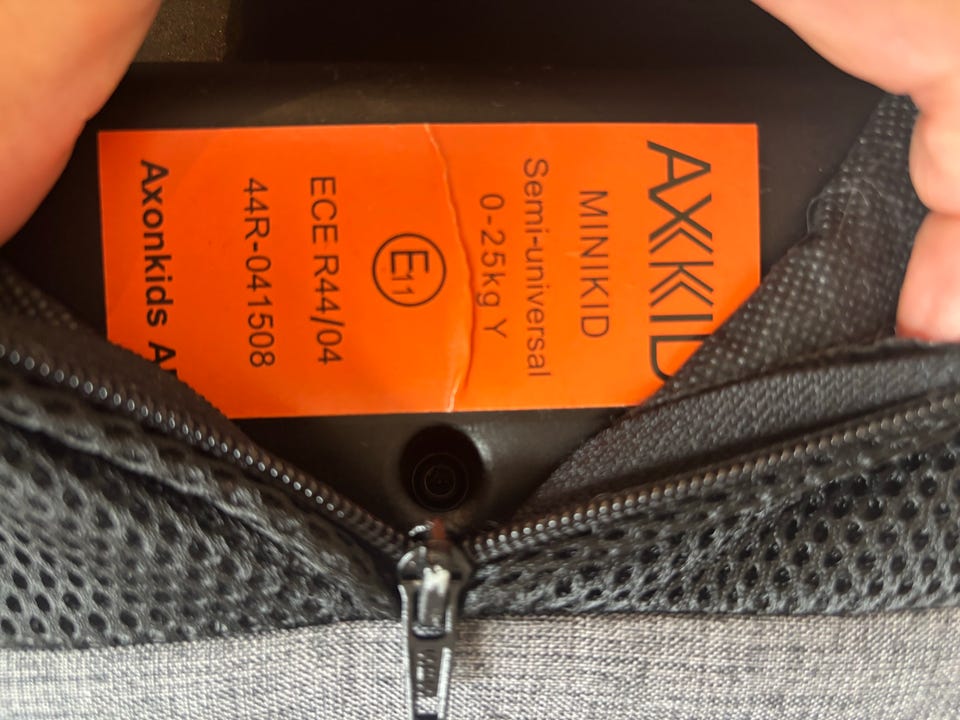 AXKID
MINIKID
Semi-universal
0-25kg Y
E11
ECE R44/04
44R-041508
Axonkids